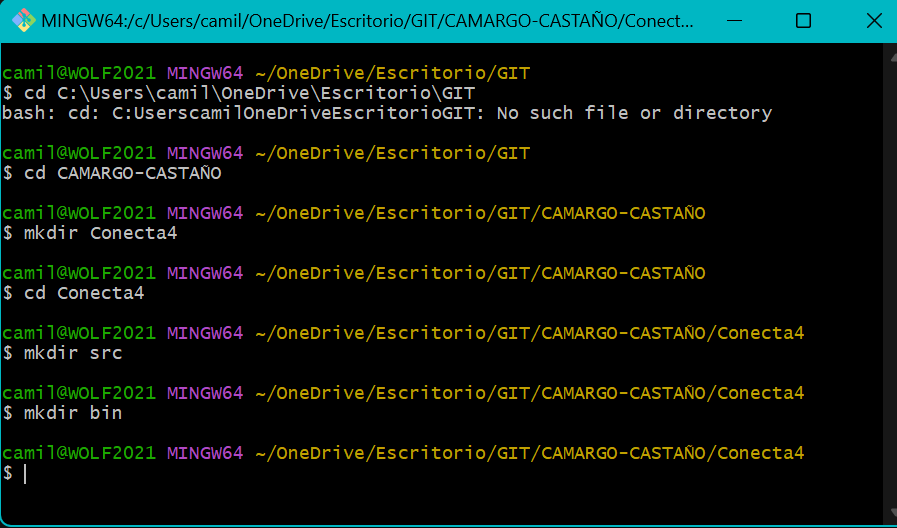 MINGW64:/c/Users/camil/OneDrive/Escritorio/GIT/CAMARGO-CASTAÑO/Conect...
camil@WOLF2021 MINGW64 ~/OneDrive/Escritorio/GIT
$ cd C:\Users\camil\OneDrive\Escritorio\GIT
bash: cd: C:UserscamilOneDriveEscritorioGIT: No such file or directory
camil@WOLF2021 MINGW64 ~/OneDrive/Escritorio/GIT
$ cd CAMARGO-CASTAÑO
camil@WOLF2021 MINGW64 ~/OneDrive/Escritorio/GIT/CAMARGO-CASTAÑO
$ mkdir Conecta4
camil@WOLF2021 MINGW64 ~/OneDrive/Escritorio/GIT/CAMARGO-CASTAÑO
$ cd Conecta4
camil@WOLF2021 MINGW64 ~/OneDrive/Escritorio/GIT/CAMARGO-CASTAÑO/Conecta4
$ mkdir src
camil@WOLF2021 MINGW64 ~/OneDrive/Escritorio/GIT/CAMARGO-CASTAÑO/Conecta4
$ mkdir bin
camil@WOLF2021 MINGW64 ~/OneDrive/Escritorio/GIT/CAMARGO-CASTAÑO/Conecta4
$